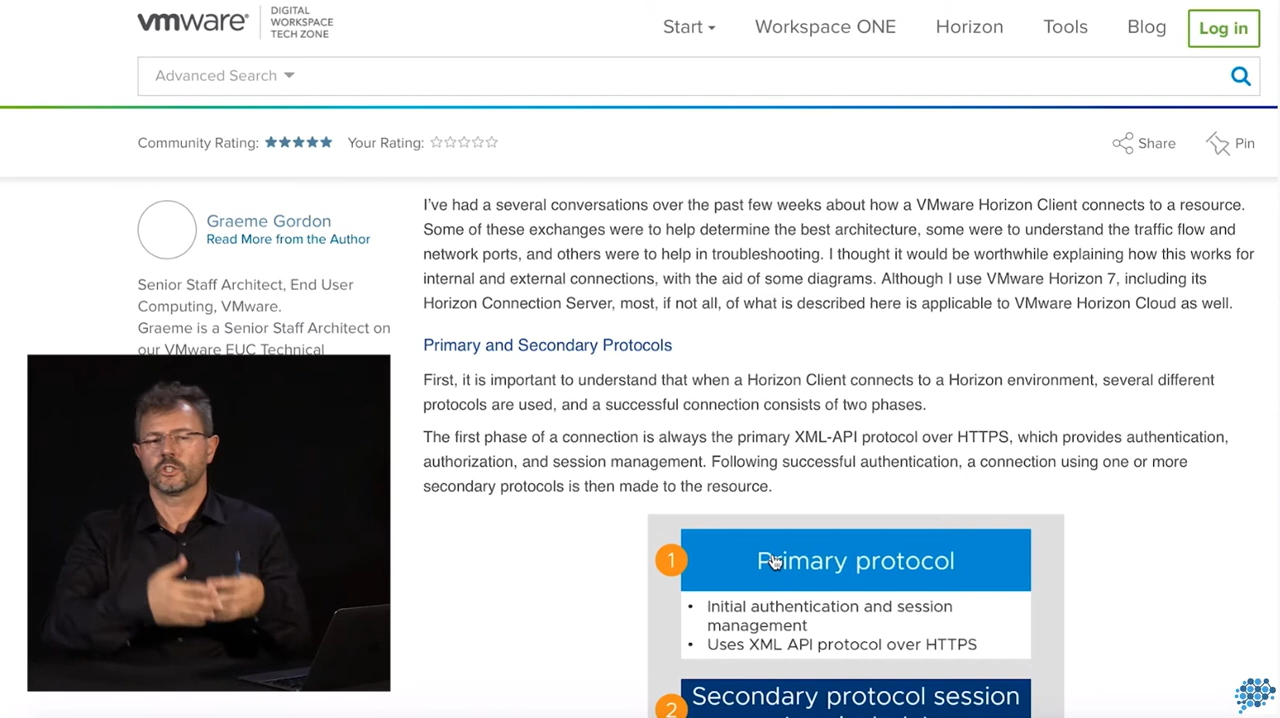 vmware®
DIGITAL
WORKSPACE
TECH ZONE
Start
Workspace ONE
Horizon
Tools
Blog
Log in
Advanced Search
Community Rating:
Your Rating:
Share
Pin
Graeme Gordon
Read More from the Author
Senior Staff Architect, End User
Computing, VMware.
Graeme is a Senior Staff Architect on
our VMware EUC Technical
I've had a several conversations over the past few weeks about how a VMware Horizon Client connects to a resource.
Some of these exchanges were to help determine the best architecture, some were to understand the traffic flow and
network ports, and others were to help in troubleshooting. I thought it would be worthwhile explaining how this works for
internal and external connections, with the aid of some diagrams. Although I use VMware Horizon 7, including its
Horizon Connection Server, most, if not all, of what is described here is applicable to VMware Horizon Cloud as well.
Primary and Secondary Protocols
First, it is important to understand that when a Horizon Client connects to a Horizon environment, several different
protocols are used, and a successful connection consists of two phases.
The first phase of a connection is always the primary XML-API protocol over HTTPS, which provides authentication,
authorization, and session management. Following successful authentication, a connection using one or more
secondary protocols is then made to the resource.
1
Primary protocol
• Initial authentication and session
management
• Uses XML API protocol over HTTPS
2
Secondary protocol session